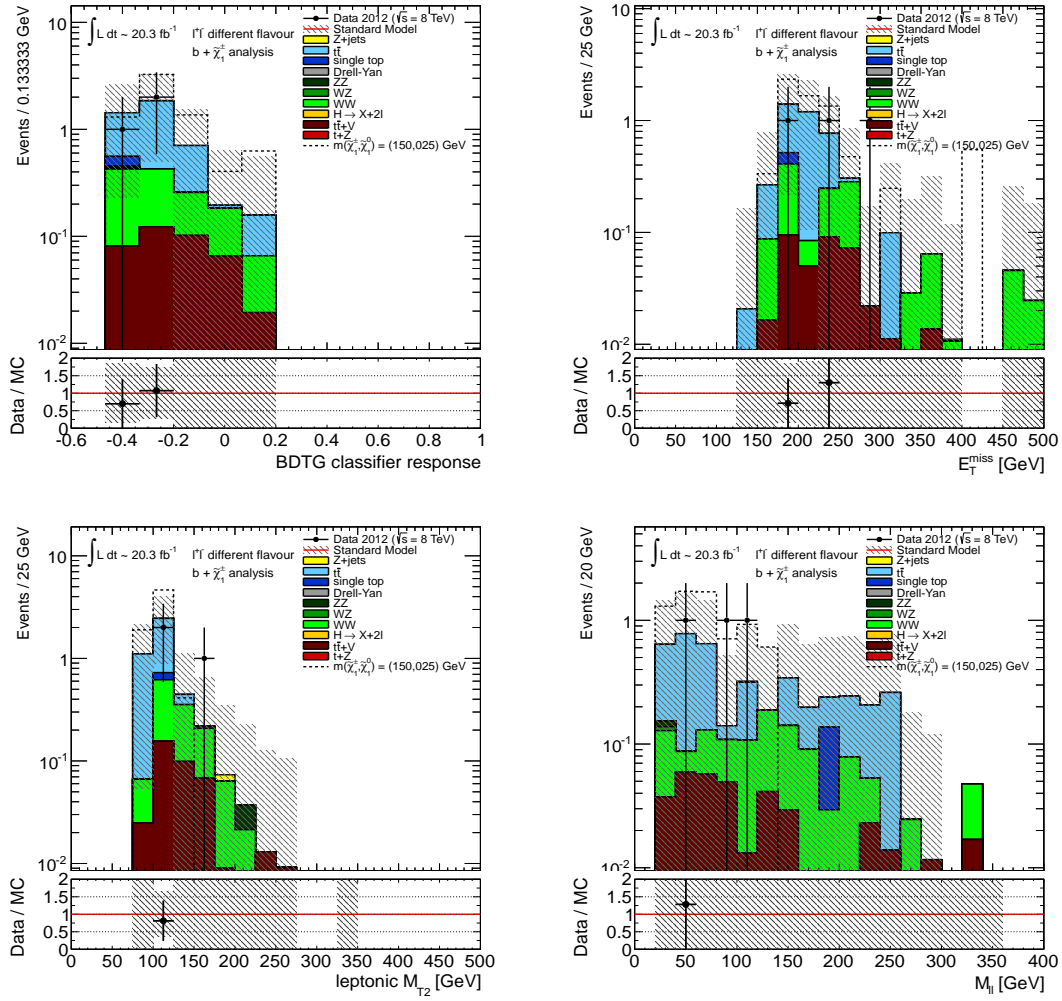 Events / 0.133333 GeV
10
1
10⁻¹
10⁻²
∫ L dt ~ 20.3 fb⁻¹
l⁺l⁻ different flavour
b + χ̃₁± analysis
Data 2012 (√s = 8 TeV)
Standard Model
Z+jets
tt̄
single top
Drell-Yan
ZZ
WZ
WW
H → X+2l
tt̄+V
t+Z
m(χ̃₁±,χ̃₁⁰) = (150,025) GeV
Data / MC
2
1.5
1
0.5
0
-0.6 -0.4 -0.2 0 0.2 0.4 0.6 0.8 1
BDTG classifier response
Events / 25 GeV
10
1
10⁻¹
10⁻²
∫ L dt ~ 20.3 fb⁻¹
l⁺l⁻ different flavour
b + χ̃₁± analysis
Data 2012 (√s = 8 TeV)
Standard Model
Z+jets
tt̄
single top
Drell-Yan
ZZ
WZ
WW
H → X+2l
tt̄+V
t+Z
m(χ̃₁±,χ̃₁⁰) = (150,025) GeV
Data / MC
2
1.5
1
0.5
0
0 50 100 150 200 250 300 350 400 450 500
E_T^miss [GeV]
Events / 25 GeV
10
1
10⁻¹
10⁻²
∫ L dt ~ 20.3 fb⁻¹
l⁺l⁻ different flavour
b + χ̃₁± analysis
Data 2012 (√s = 8 TeV)
Standard Model
Z+jets
tt̄
single top
Drell-Yan
ZZ
WZ
WW
H → X+2l
tt̄+V
t+Z
m(χ̃₁±,χ̃₁⁰) = (150,025) GeV
Data / MC
2
1.5
1
0.5
0
0 50 100 150 200 250 300 350 400 450 500
leptonic M_T2 [GeV]
Events / 20 GeV
1
10⁻¹
10⁻²
∫ L dt ~ 20.3 fb⁻¹
l⁺l⁻ different flavour
b + χ̃₁± analysis
Data 2012 (√s = 8 TeV)
Standard Model
Z+jets
tt̄
single top
Drell-Yan
ZZ
WZ
WW
H → X+2l
tt̄+V
t+Z
m(χ̃₁±,χ̃₁⁰) = (150,025) GeV
Data / MC
2
1.5
1
0.5
0
0 50 100 150 200 250 300 350 400
M_ll [GeV]